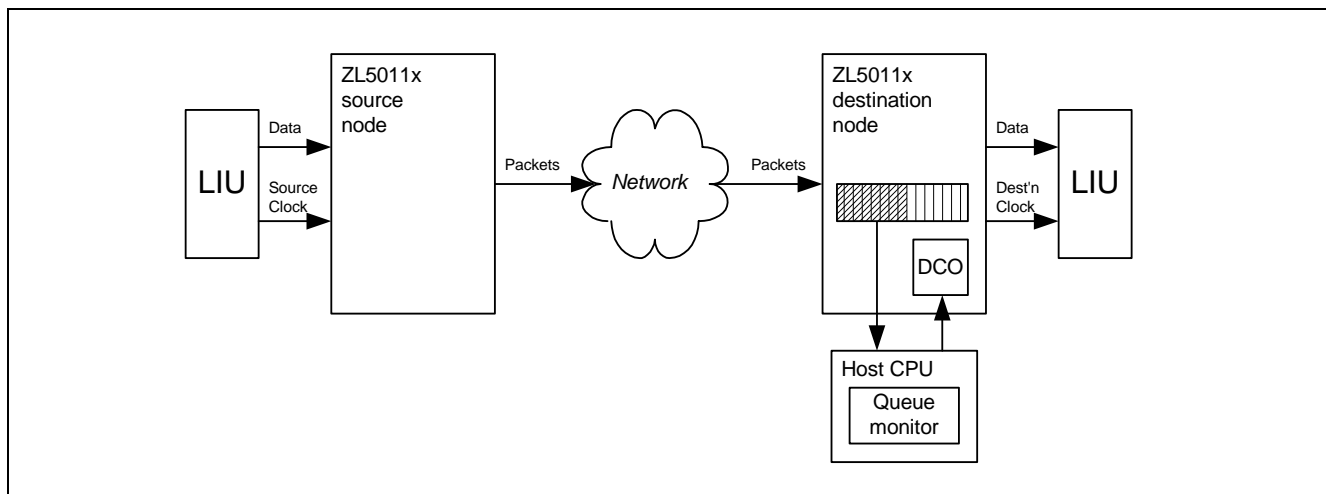 LIU
Data
Source
Clock
ZL5011x
source
node
Packets
Network
Packets
ZL5011x
destination
node
DCO
Data
Dest'n
Clock
LIU
Host CPU
Queue
monitor